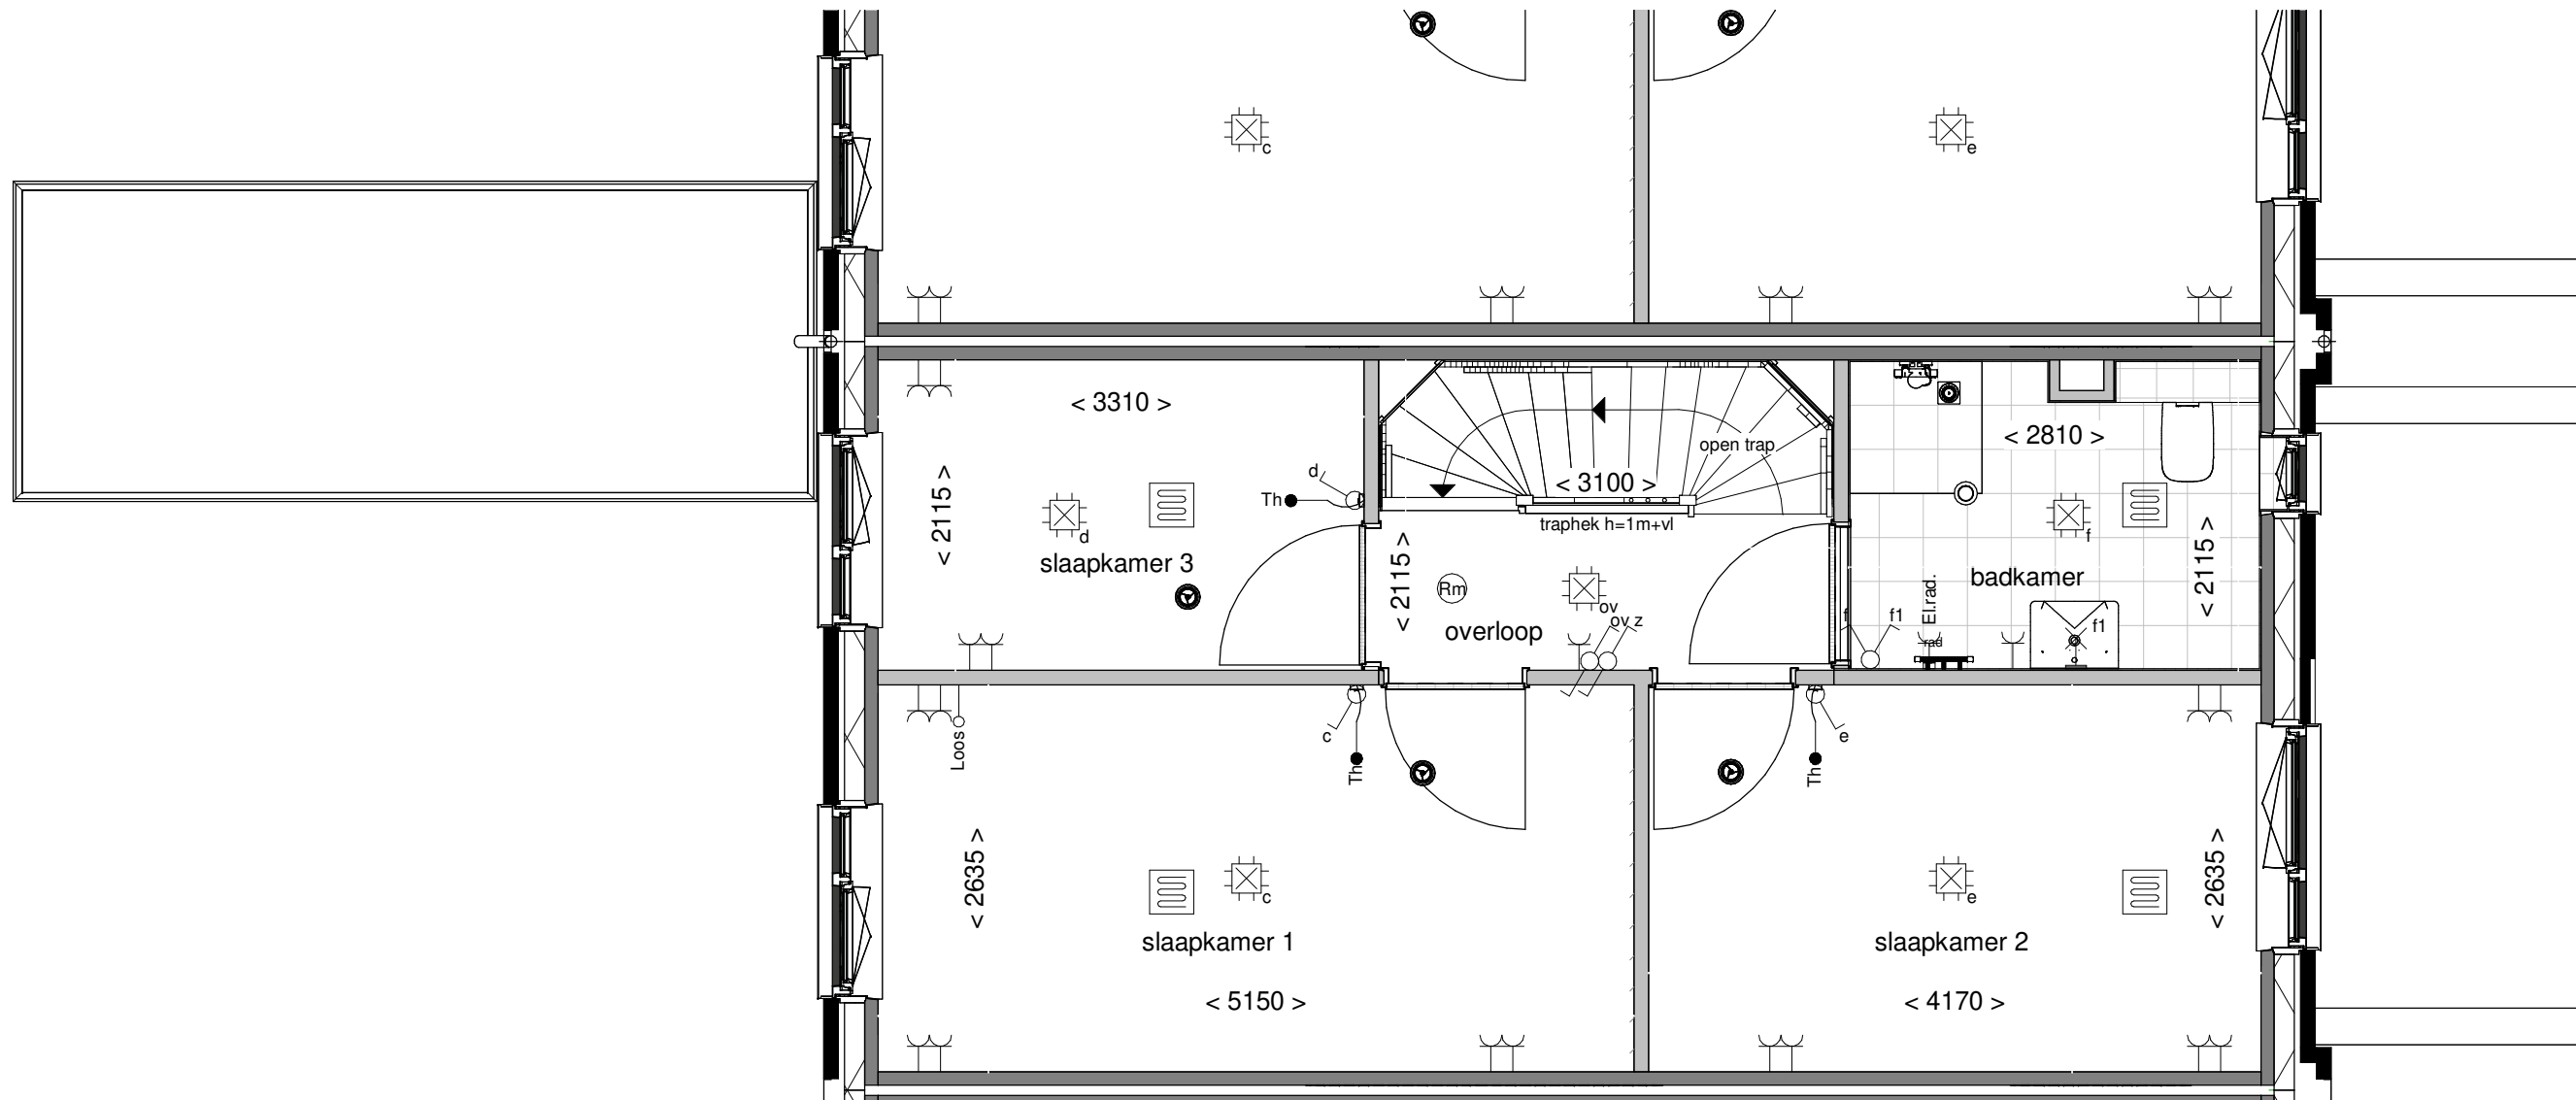 c
e
< 3310 >
< 2115 >
d
Th
d
slaapkamer 3
open trap
< 3100 >
traphek h=1m+vl
< 2115 >
Rm
ov
ov z
overloop
< 2810 >
f
badkamer
< 2115 >
El.rad.
rad
f
f1
f1
Loos
c
Th
e
Th
< 2635 >
c
slaapkamer 1
< 5150 >
e
slaapkamer 2
< 4170 >
< 2635 >